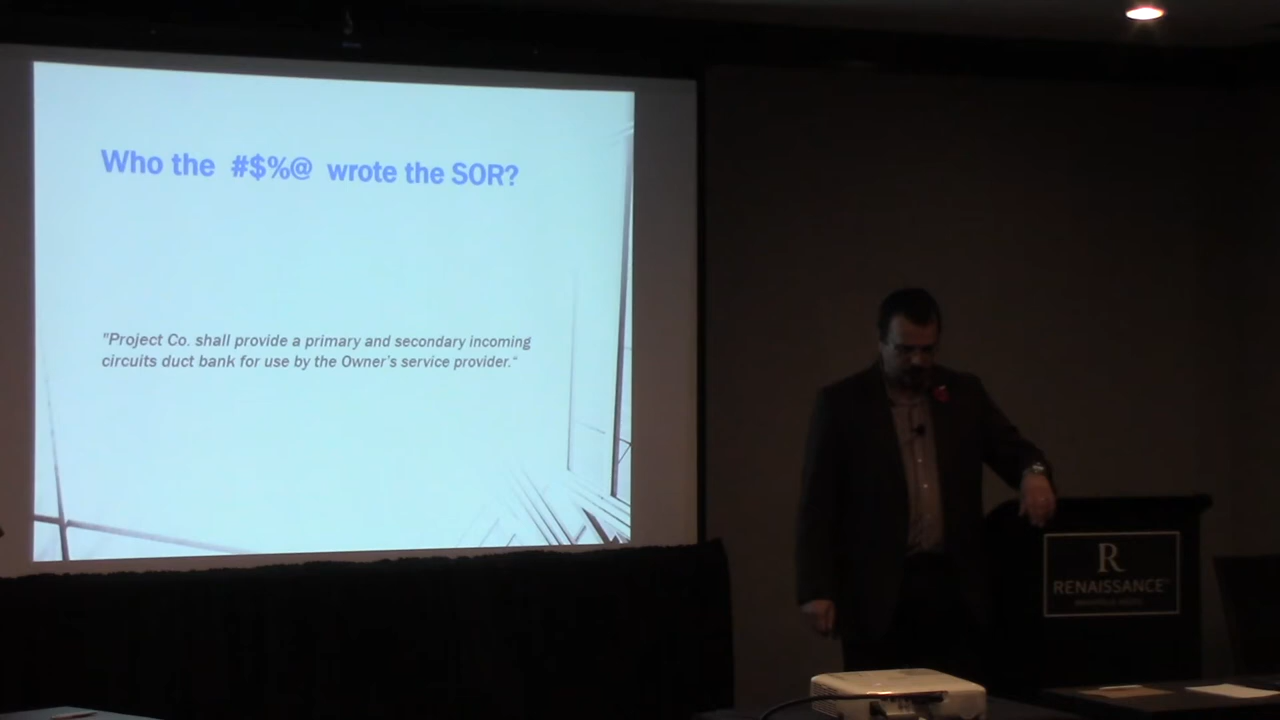 Who the #$%@ wrote the SOR?
"Project Co. shall provide a primary and secondary incoming
circuits duct bank for use by the Owner's service provider."
R
RENAISSANCE